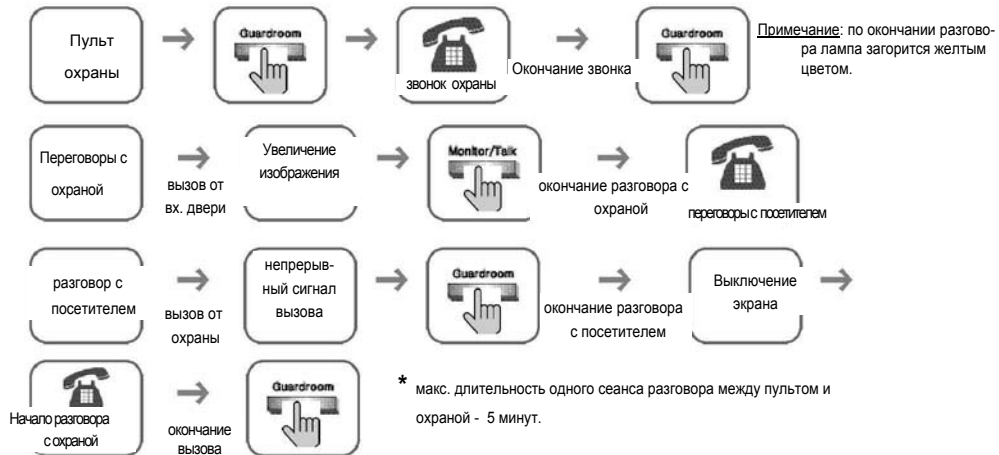 Пульт
охраны
Guardroom
звонок охраны
Окончание звонка
Guardroom
Примечание: по окончании разгово-
ра лампа загорится желтым
цветом.
Переговоры с
охраной
вызов от
вх. двери
Увеличение
изображения
Monitor/Talk
окончание разговора с
охраной
переговоры с посетителем
разговор с
посетителем
вызов от
охраны
непрерыв-
ный сигнал
вызова
Guardroom
окончание разговора
с посетителем
Выключение
экрана
Начало разговора
с охраной
окончание
вызова
Guardroom
* макс. длительность одного сеанса разговора между пультом и
охраной - 5 минут.